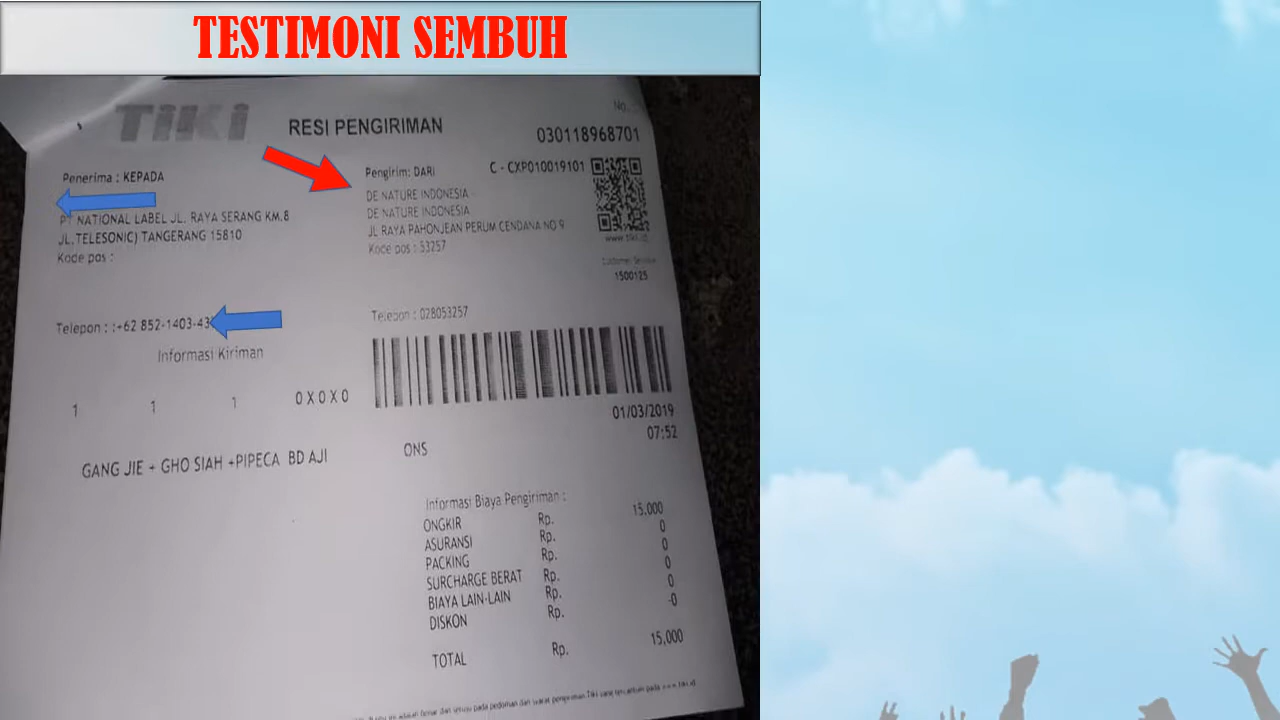 TESTIMONI SEMBUH
TIKI
RESI PENGIRIMAN
No.
030118968701
Penerima : KEPADA
Pengirim: DARI
C - CXP010019101
DE NATURE INDONESIA
DE NATURE INDONESIA
JL RAYA PAHONJEAN PERUM CENDANA NO 9
Kode pos : 53257
PT NATIONAL LABEL JL. RAYA SERANG KM.8
JL.TELESONIC) TANGERANG 15810
Kode pos :
www.tiki.id
Customer Service
1500125
Telepon : :+62 852-1403-43
Telepon : 028053257
Informasi Kiriman
1 1 1 0 X 0 X 0
01/03/2019
07:52
GANG JIE + GHO SIAH +PIPECA BD AJI
ONS
Informasi Biaya Pengiriman :
ONGKIR Rp. 15,000
ASURANSI Rp. 0
PACKING Rp. 0
SURCHARGE BERAT Rp. 0
BIAYA LAIN-LAIN Rp. 0
DISKON Rp. -0
TOTAL Rp. 15,000